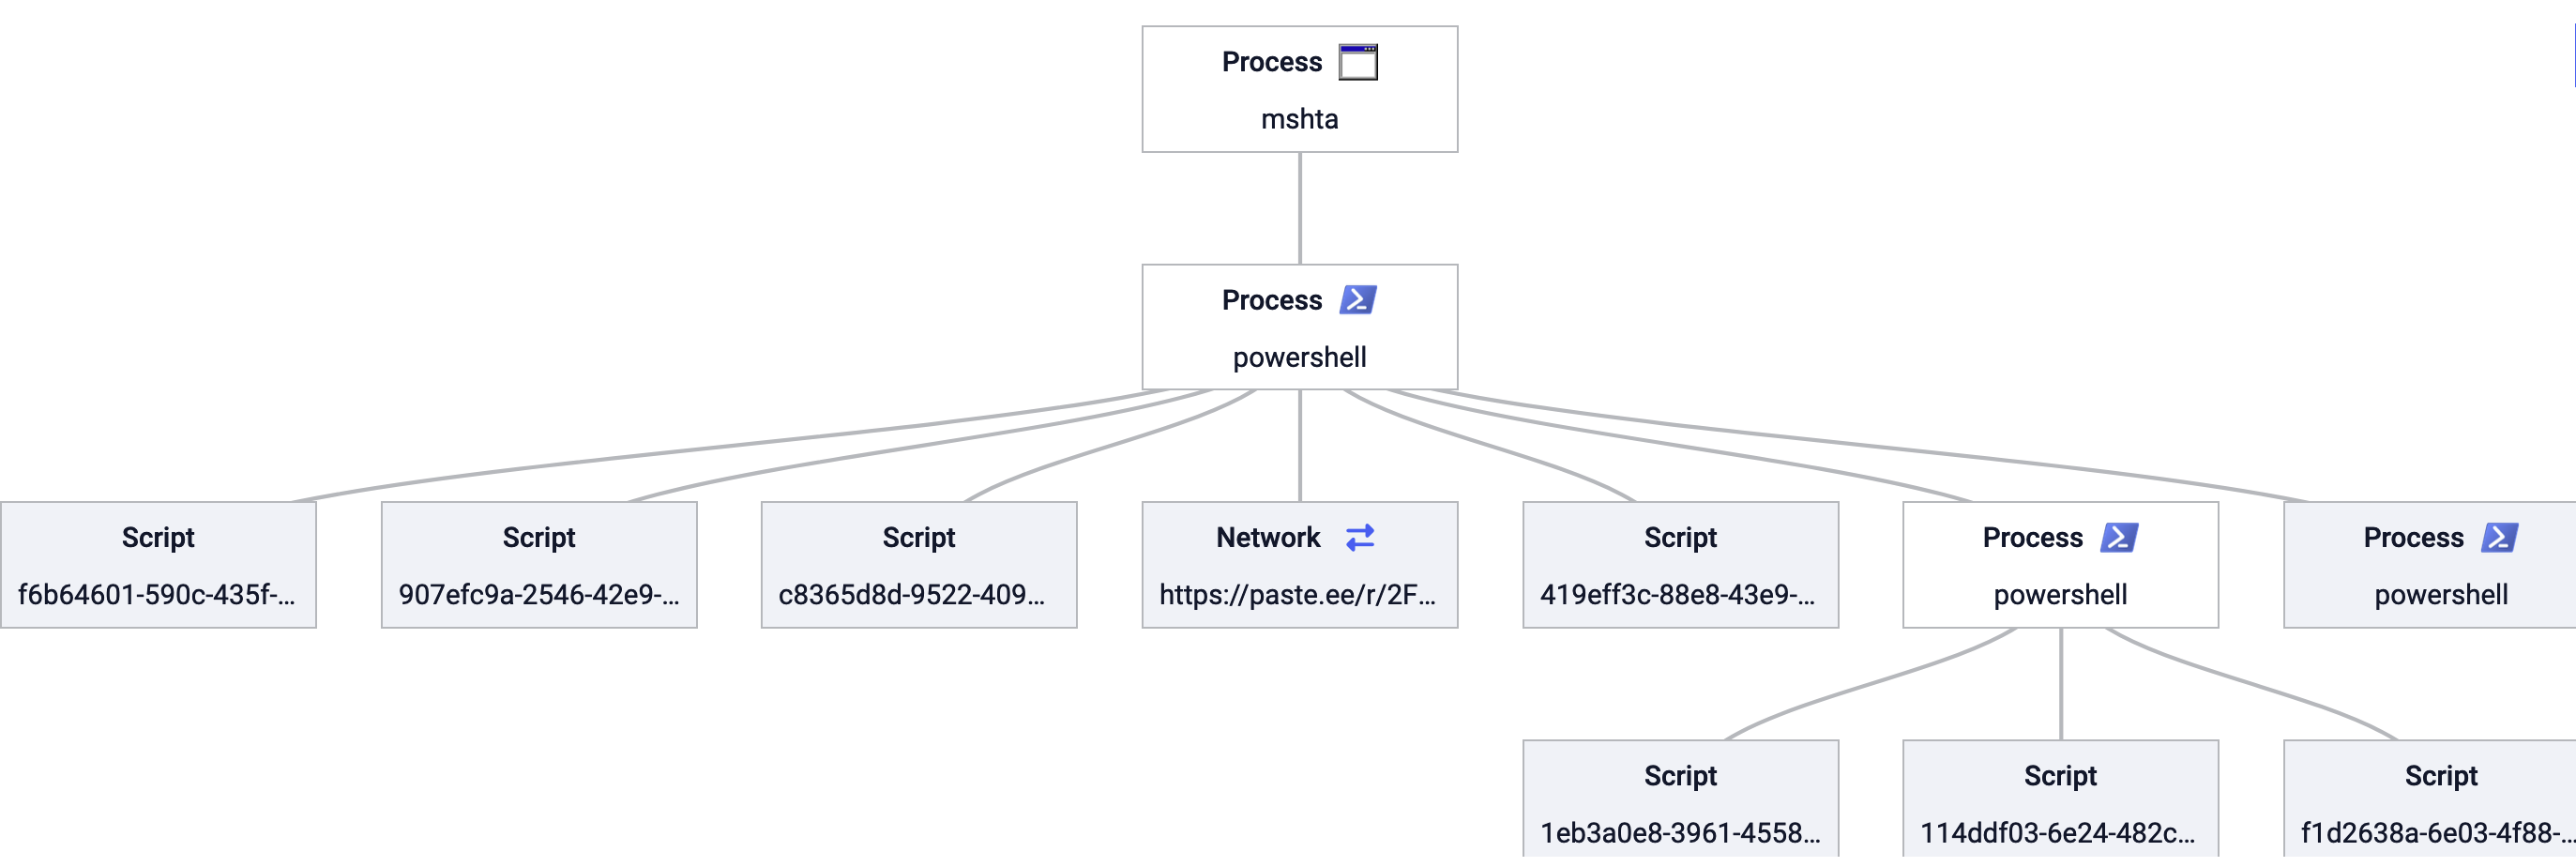 Process
mshta
Process
powershell
Script
f6b64601-590c-435f-...
Script
907efc9a-2546-42e9-...
Script
c8365d8d-9522-409...
Network
https://paste.ee/r/2F...
Script
419eff3c-88e8-43e9-...
Process
powershell
Process
powershell
Script
1eb3a0e8-3961-4558...
Script
114ddf03-6e24-482c...
Script
f1d2638a-6e03-4f88-...